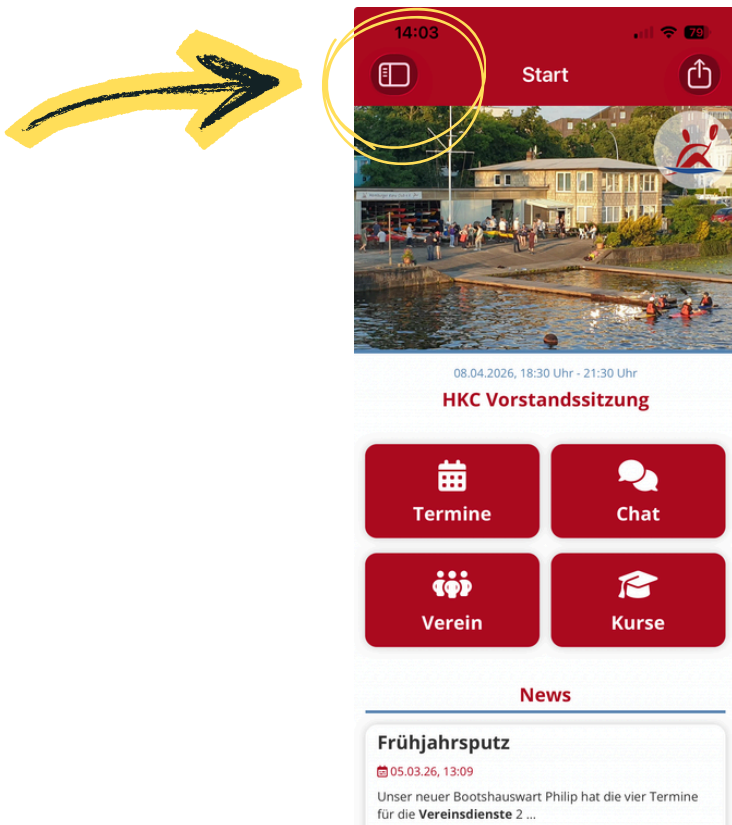 14:03
79
Start
08.04.2026, 18:30 Uhr - 21:30 Uhr
HKC Vorstandssitzung
Termine
Chat
Verein
Kurse
News
Frühjahrsputz
05.03.26, 13:09
Unser neuer Bootshauswart Philip hat die vier Termine
für die Vereinsdienste 2 ...